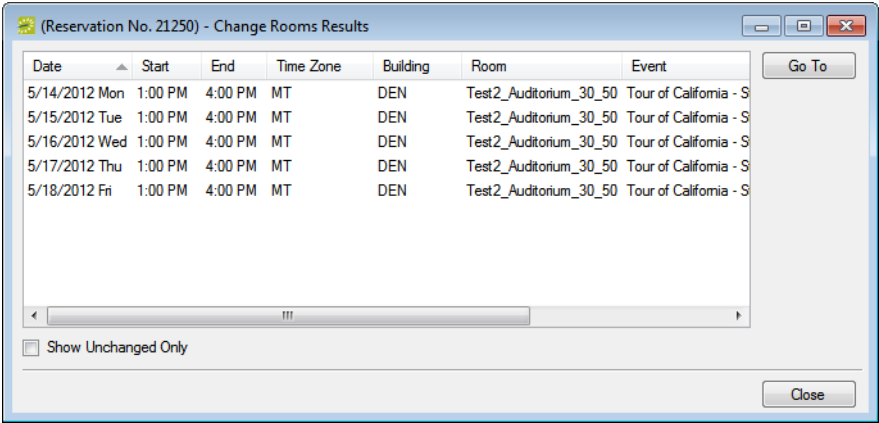 (Reservation No. 21250) - Change Rooms Results
Date Start End Time Zone Building Room Event Go To
5/14/2012 Mon 1:00 PM 4:00 PM MT DEN Test2_Auditorium_30_50 Tour of California - S
5/15/2012 Tue 1:00 PM 4:00 PM MT DEN Test2_Auditorium_30_50 Tour of California - S
5/16/2012 Wed 1:00 PM 4:00 PM MT DEN Test2_Auditorium_30_50 Tour of California - S
5/17/2012 Thu 1:00 PM 4:00 PM MT DEN Test2_Auditorium_30_50 Tour of California - S
5/18/2012 Fri 1:00 PM 4:00 PM MT DEN Test2_Auditorium_30_50 Tour of California - S
Show Unchanged Only
Close